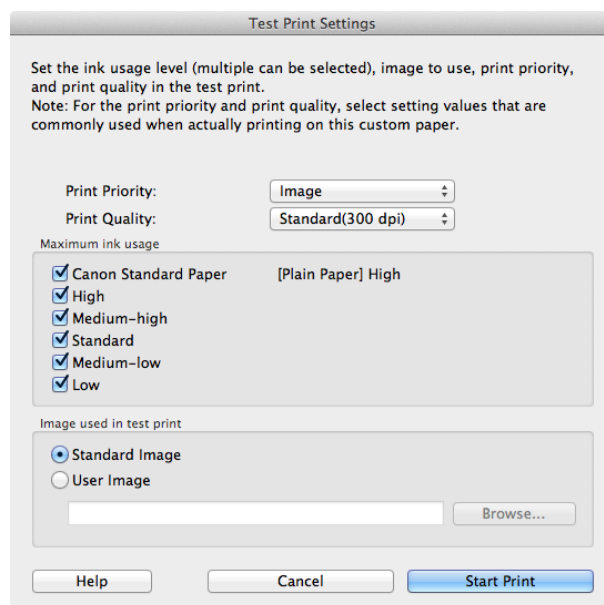 Test Print Settings
Set the ink usage level (multiple can be selected), image to use, print priority,
and print quality in the test print.
Note: For the print priority and print quality, select setting values that are
commonly used when actually printing on this custom paper.
Print Priority: Image
Print Quality: Standard(300 dpi)
Maximum ink usage
Canon Standard Paper [Plain Paper] High
High
Medium-high
Standard
Medium-low
Low
Image used in test print
Standard Image
User Image
Browse...
Help Cancel Start Print